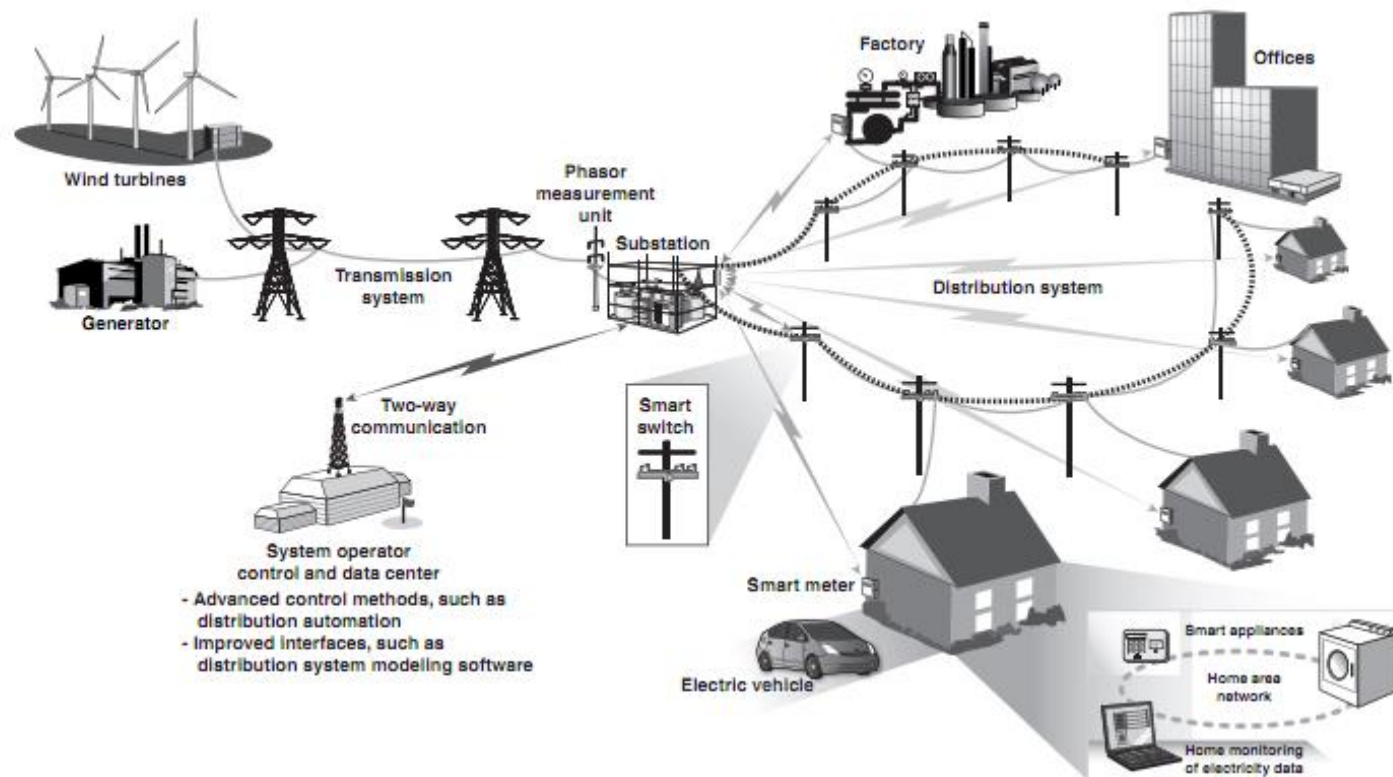 Factory
Offices
Wind turbines
Phasor
measurement
unit
Substation
Transmission
system
Generator
Distribution system
Two-way
communication
Smart
switch
System operator
control and data center
- Advanced control methods, such as
distribution automation
- Improved interfaces, such as
distribution system modeling software
Smart meter
Electric vehicle
Smart appliances
Home area
network
Home monitoring
of electricity data